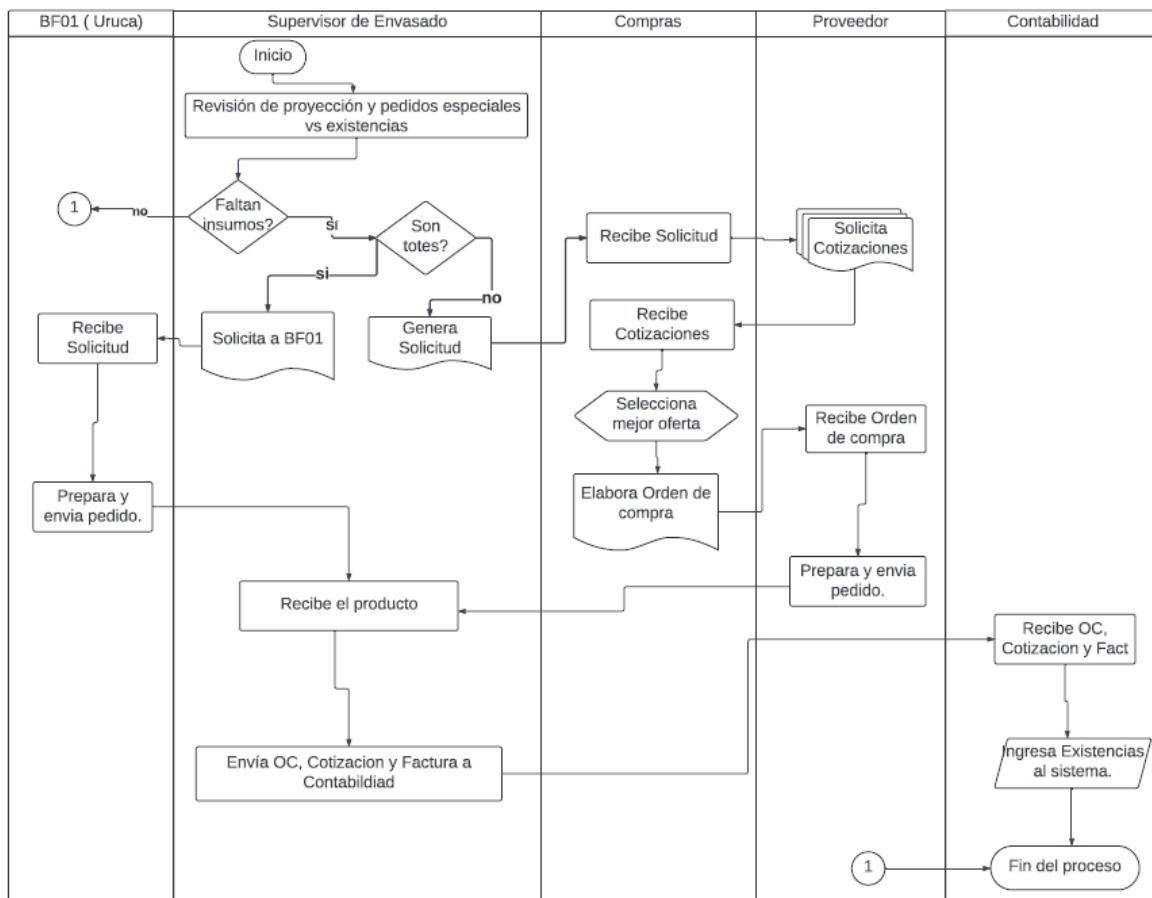 BF01 ( Uruca)
Supervisor de Envasado
Compras
Proveedor
Contabilidad
Inicio
Revisión de proyección y pedidos especiales
vs existencias
Faltan
insumos?
no
1
sí
Son
totes?
si
no
Solicita a BF01
Genera
Solicitud
Recibe
Solicitud
Prepara y
envia pedido.
Recibe Solicitud
Solicita
Cotizaciones
Recibe
Cotizaciones
Selecciona
mejor oferta
Elabora Orden de
compra
Recibe Orden
de compra
Prepara y envia
pedido.
Recibe el producto
Envía OC, Cotizacion y Factura a
Contabildiad
Recibe OC,
Cotizacion y Fact
Ingresa Existencias
al sistema.
1
Fin del proceso